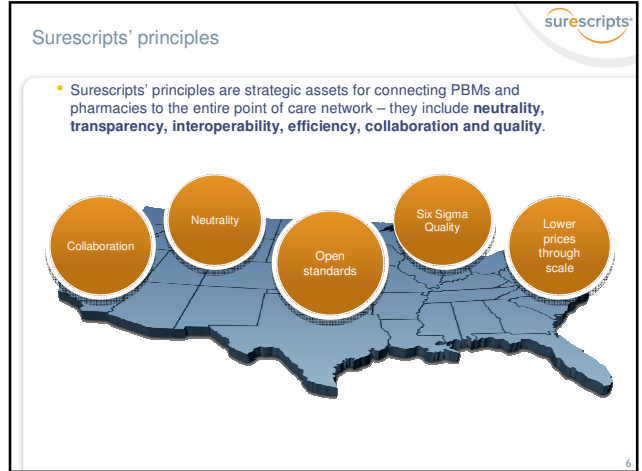 surescripts
Surescripts' principles
• Surescripts' principles are strategic assets for connecting PBMs and
pharmacies to the entire point of care network – they include neutrality,
transparency, interoperability, efficiency, collaboration and quality.
Collaboration
Neutrality
Open
standards
Six Sigma
Quality
Lower
prices
through
scale
6